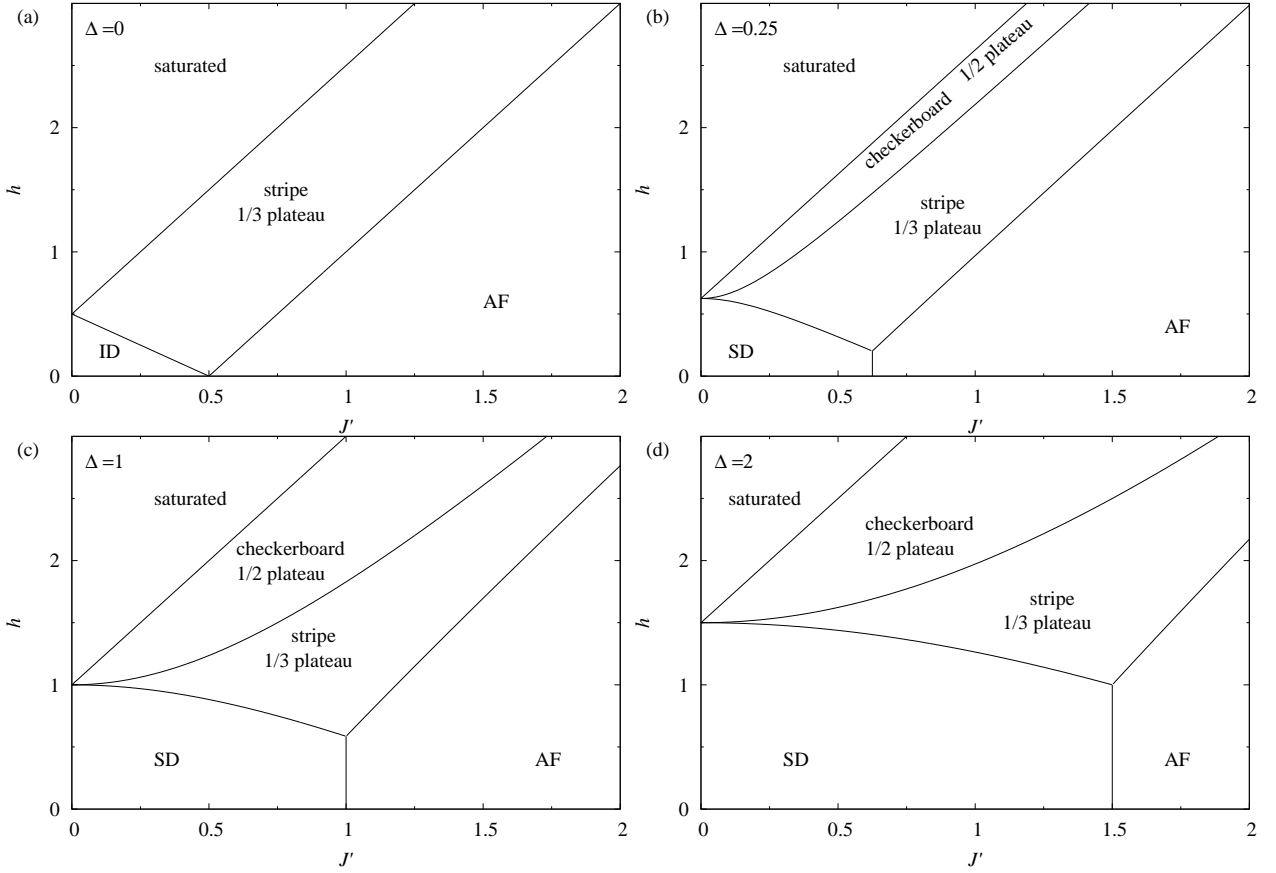 (a)
Δ =0
saturated
stripe
1/3 plateau
AF
ID
h
2
1
0
0
0.5
1
1.5
2
J′
(b)
Δ =0.25
saturated
checkerboard 1/2 plateau
stripe
1/3 plateau
AF
SD
h
2
1
0
0
0.5
1
1.5
2
J′
(c)
Δ =1
saturated
checkerboard
1/2 plateau
stripe
1/3 plateau
SD
AF
h
2
1
0
0
0.5
1
1.5
2
J′
(d)
Δ =2
saturated
checkerboard
1/2 plateau
stripe
1/3 plateau
SD
AF
h
2
1
0
0
0.5
1
1.5
2
J′